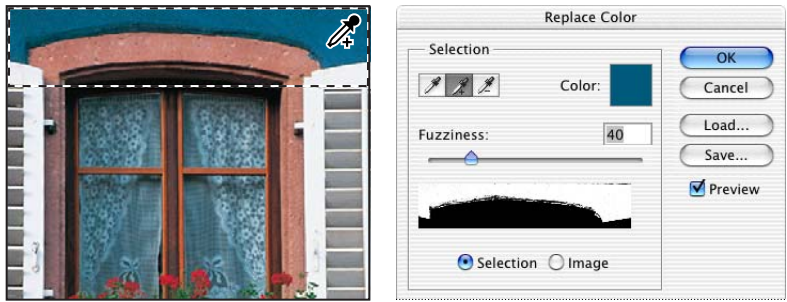 Replace Color
Selection
Color:
Fuzziness:
40
Selection
Image
OK
Cancel
Load...
Save...
Preview